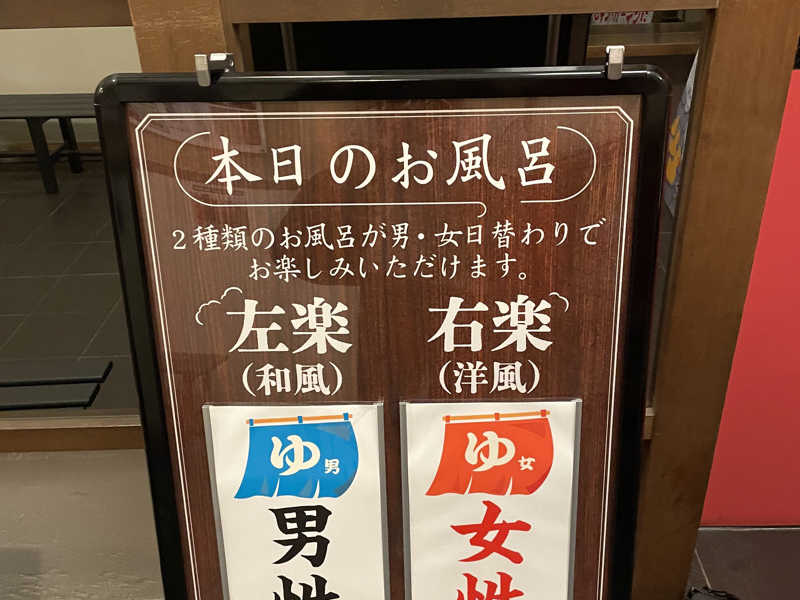 本日のお風呂
2種類のお風呂が男・女日替わりで
お楽しみいただけます。
左楽
(和風)
ゆ男
男性
右楽
(洋風)
ゆ女
女性